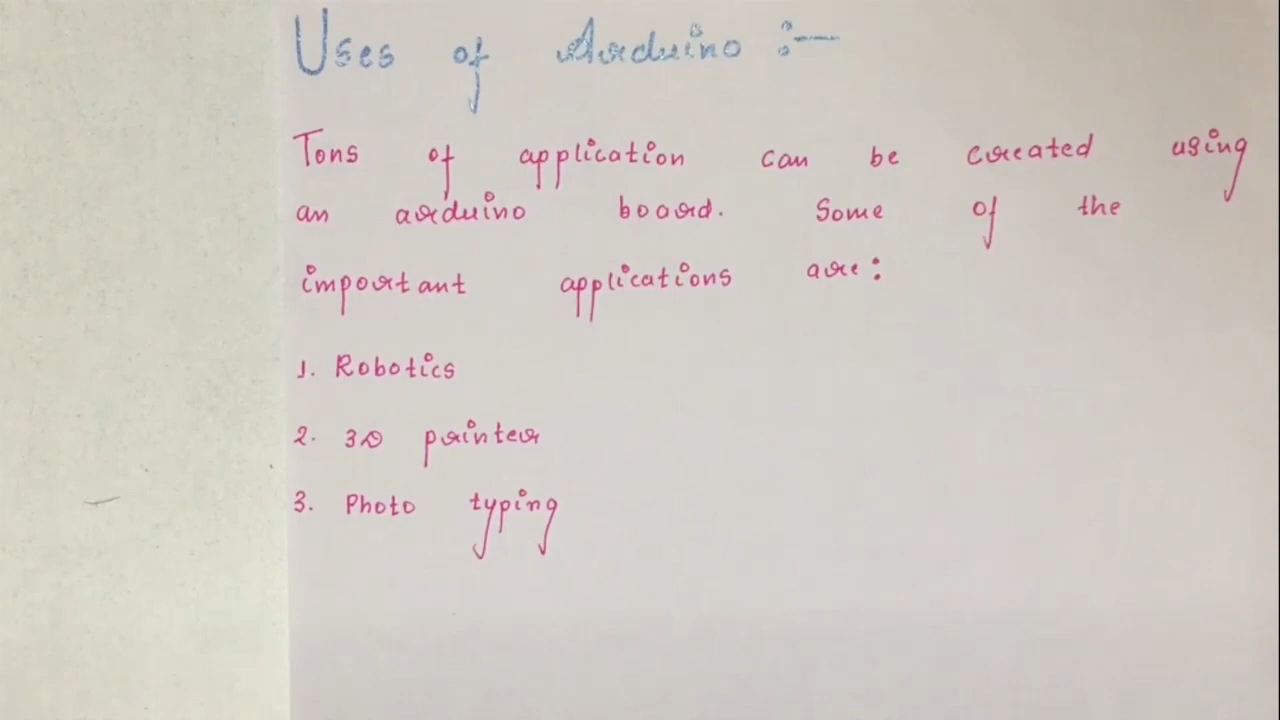 Uses of Arduino :-
Tons of application can be created using
an arduino board. Some of the
important applications are:
1. Robotics
2. 3D printer
3. Photo typing